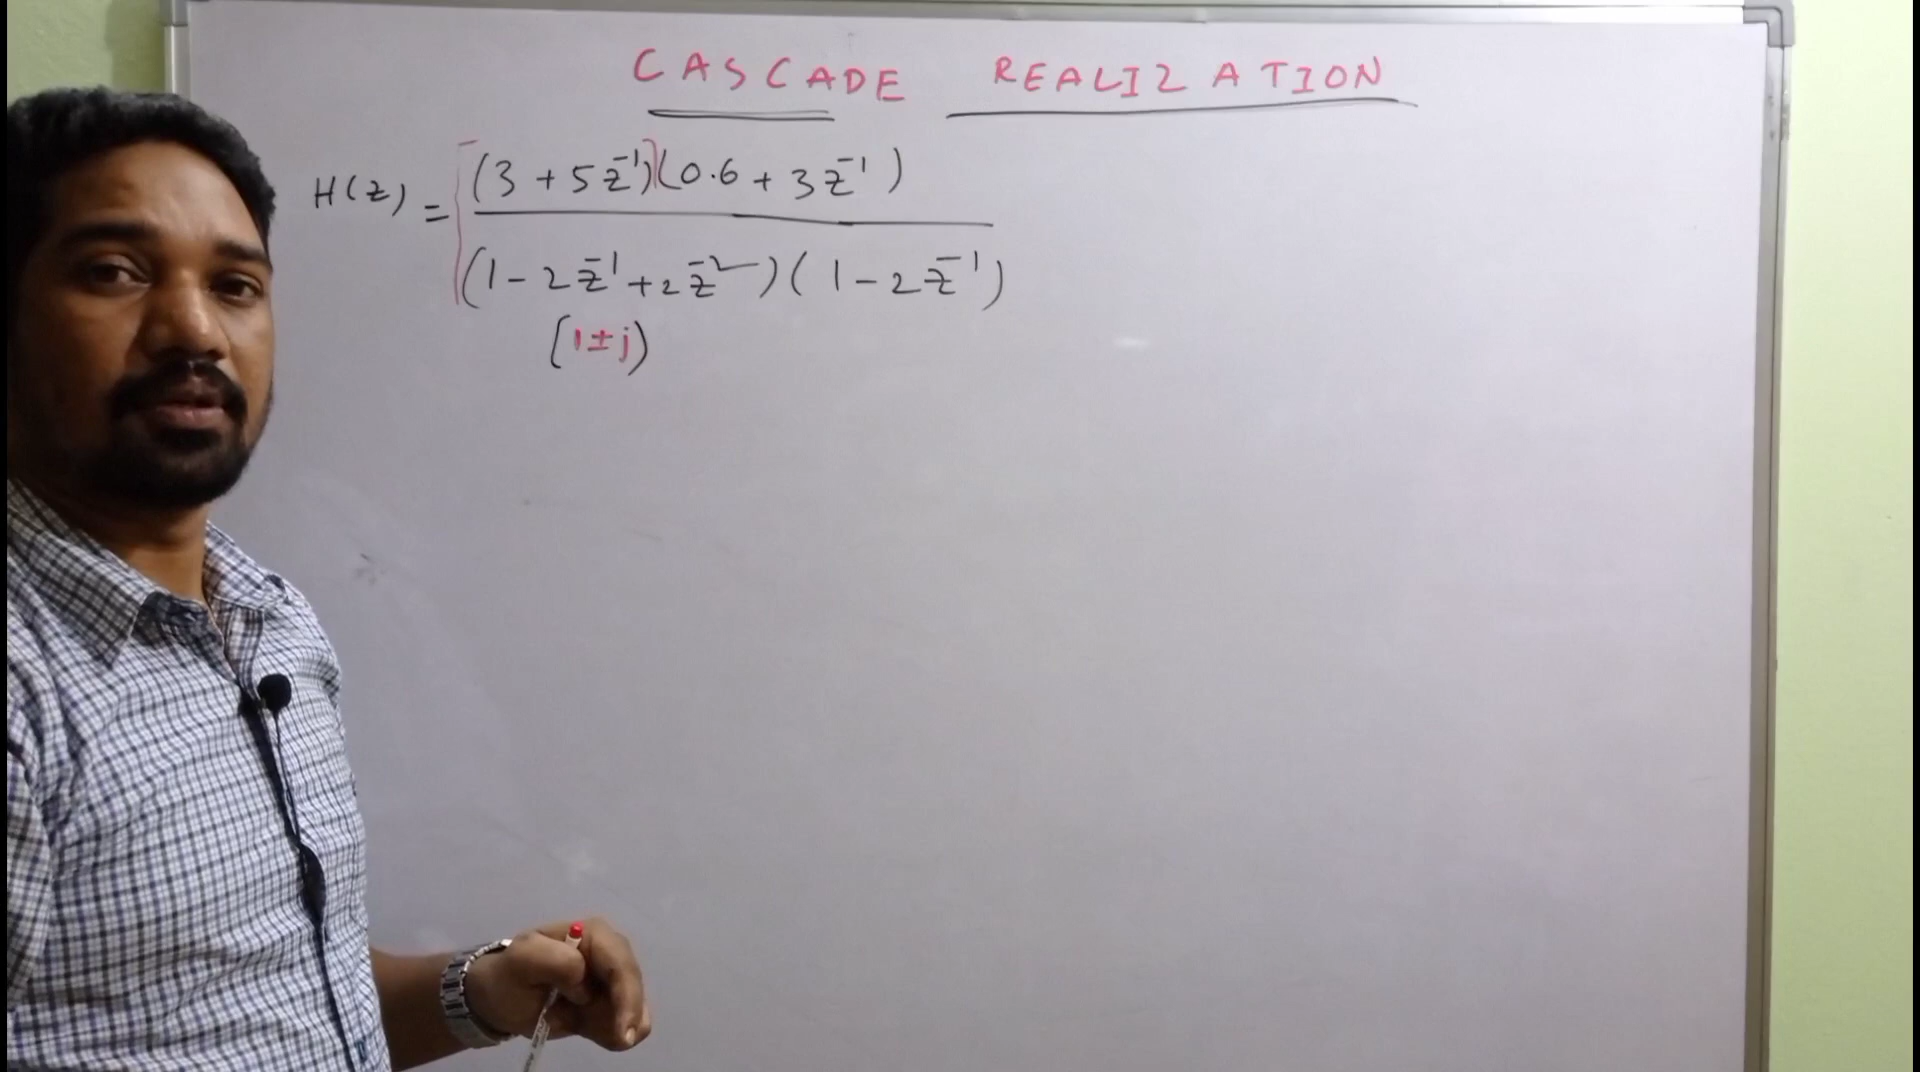 CASCADE REALIZATION
H(z) = (3 + 5z⁻¹)(0.6 + 3z⁻¹)
(1 - 2z⁻¹ + 2z⁻²)(1 - 2z⁻¹)
(1±j)